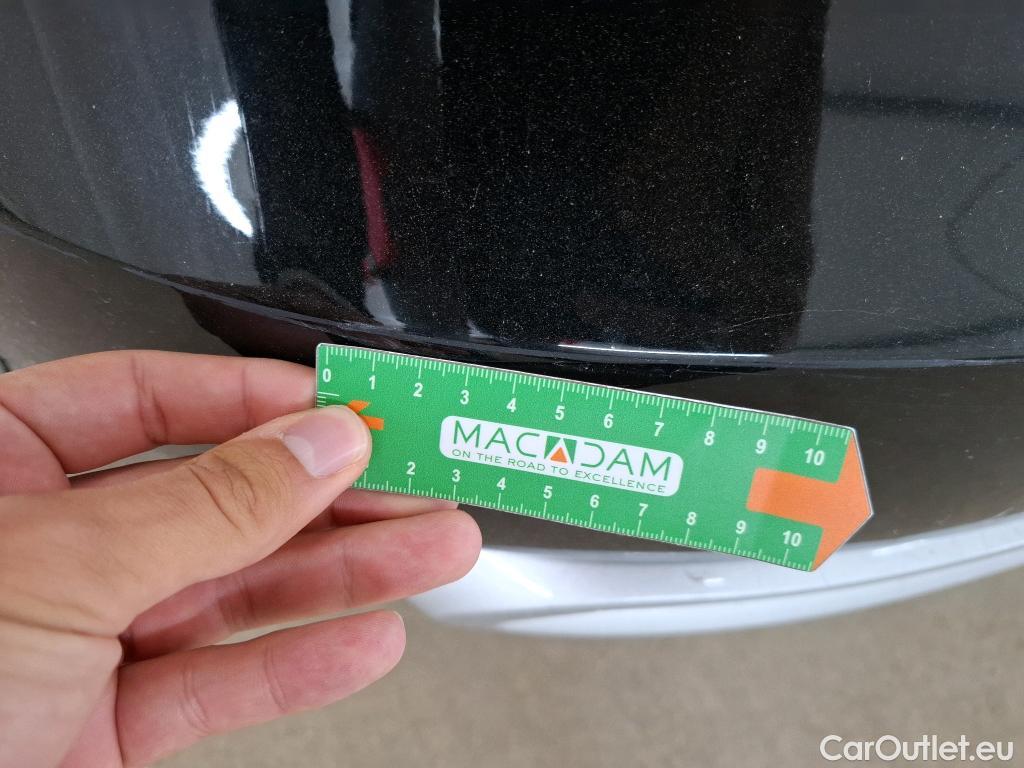 0 1 2 3 4 5 6 7 8 9 10
MACADAM
ON THE ROAD TO EXCELLENCE
2 3 4 5 6 7 8 9 10
CarOutlet.eu